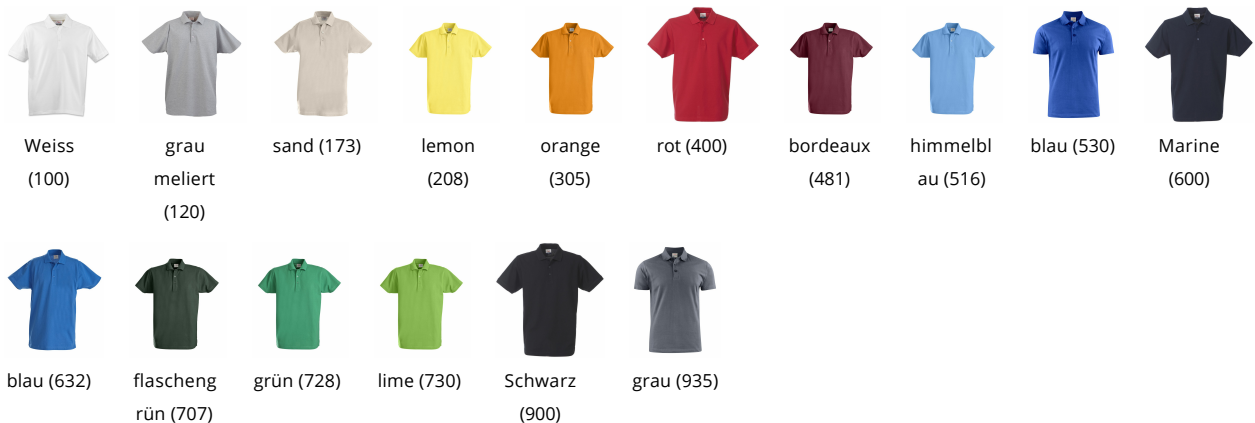 Weiss
(100)
grau
meliert
(120)
sand (173)
lemon
(208)
orange
(305)
rot (400)
bordeaux
(481)
himmelbl
au (516)
blau (530)
Marine
(600)
blau (632)
flascheng
rün (707)
grün (728)
lime (730)
Schwarz
(900)
grau (935)